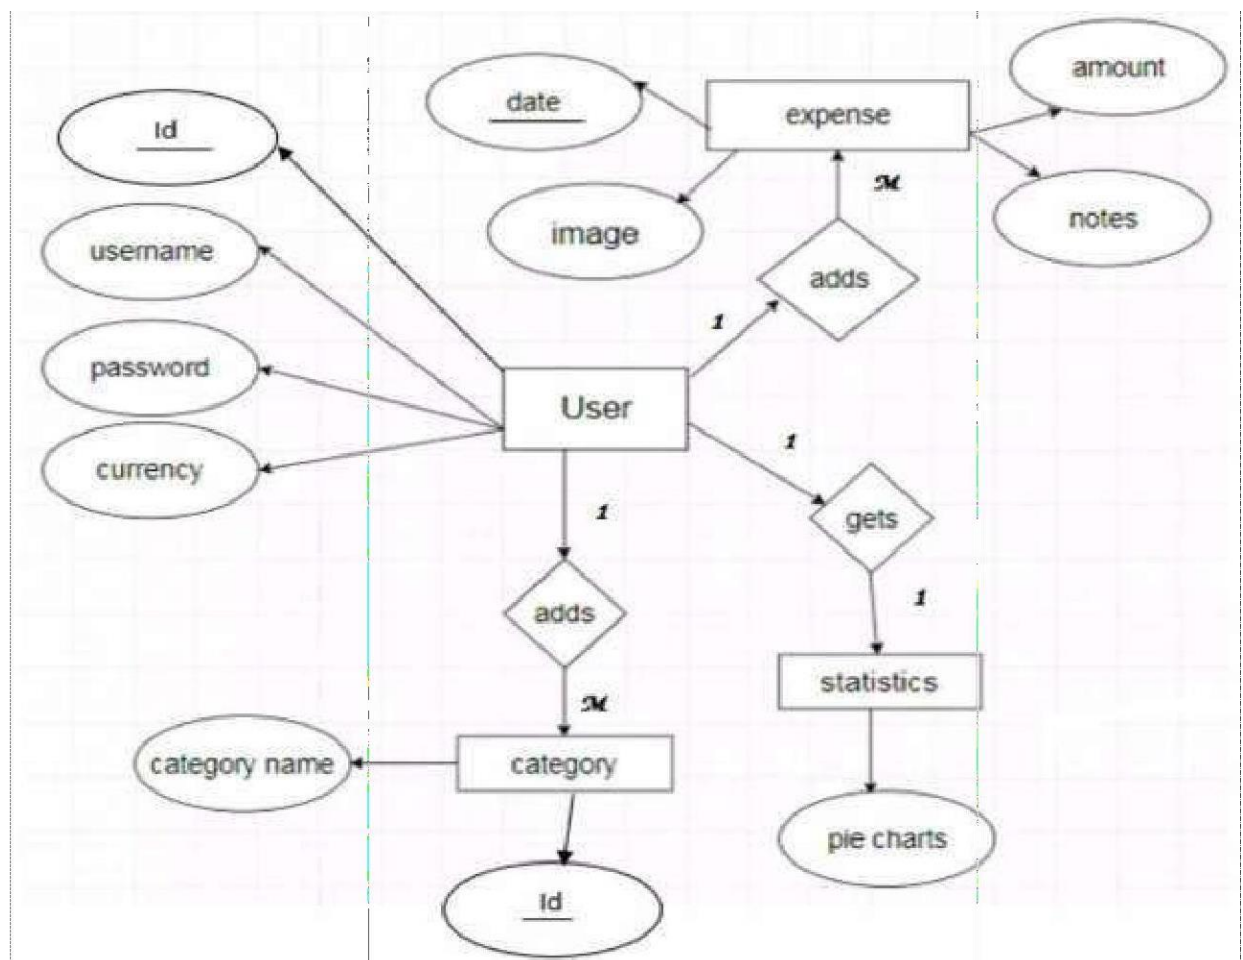 amount
date
expense
Id
M
image
notes
username
adds
1
password
User
currency
1
1
gets
adds
1
statistics
M
category name
category
pie charts
Id